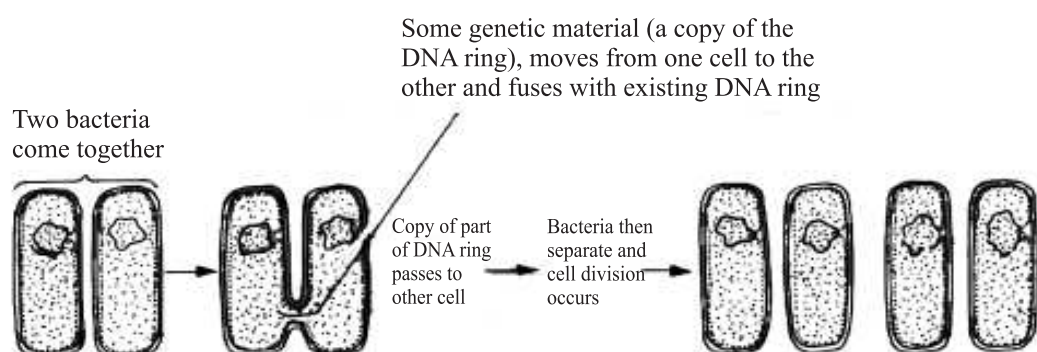 Some genetic material (a copy of the
DNA ring), moves from one cell to the
other and fuses with existing DNA ring
Two bacteria
come together
Copy of part
of DNA ring
passes to
other cell
Bacteria then
separate and
cell division
occurs